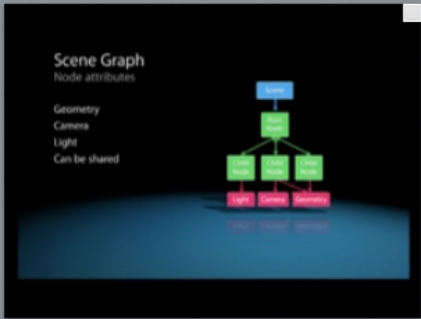 Scene Graph
Node attributes
Geometry
Camera
Light
Can be shared
Scene
Root
Node
Child Child Child
Node Node Node
Light Camera Geometry